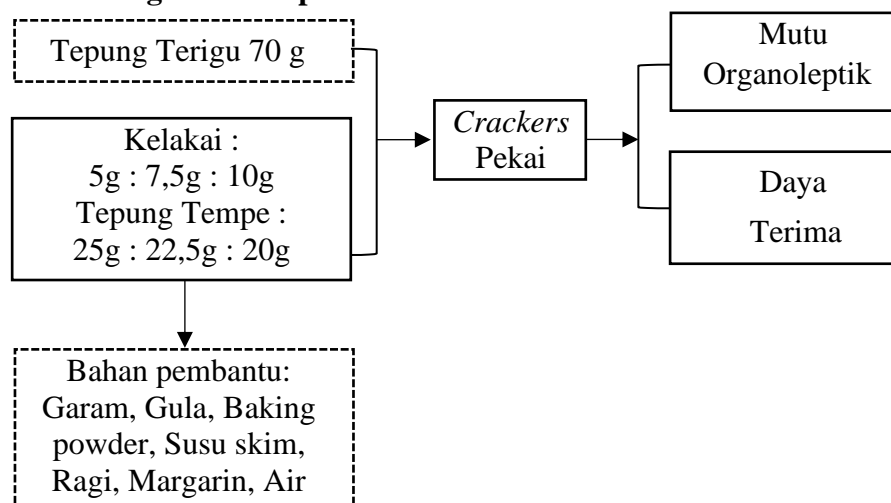 Tepung Terigu 70 g
Kelakai :
5g : 7,5g : 10g
Tepung Tempe :
25g : 22,5g : 20g
Bahan pembantu:
Garam, Gula, Baking
powder, Susu skim,
Ragi, Margarin, Air
Crackers
Pekai
Mutu
Organoleptik
Daya
Terima